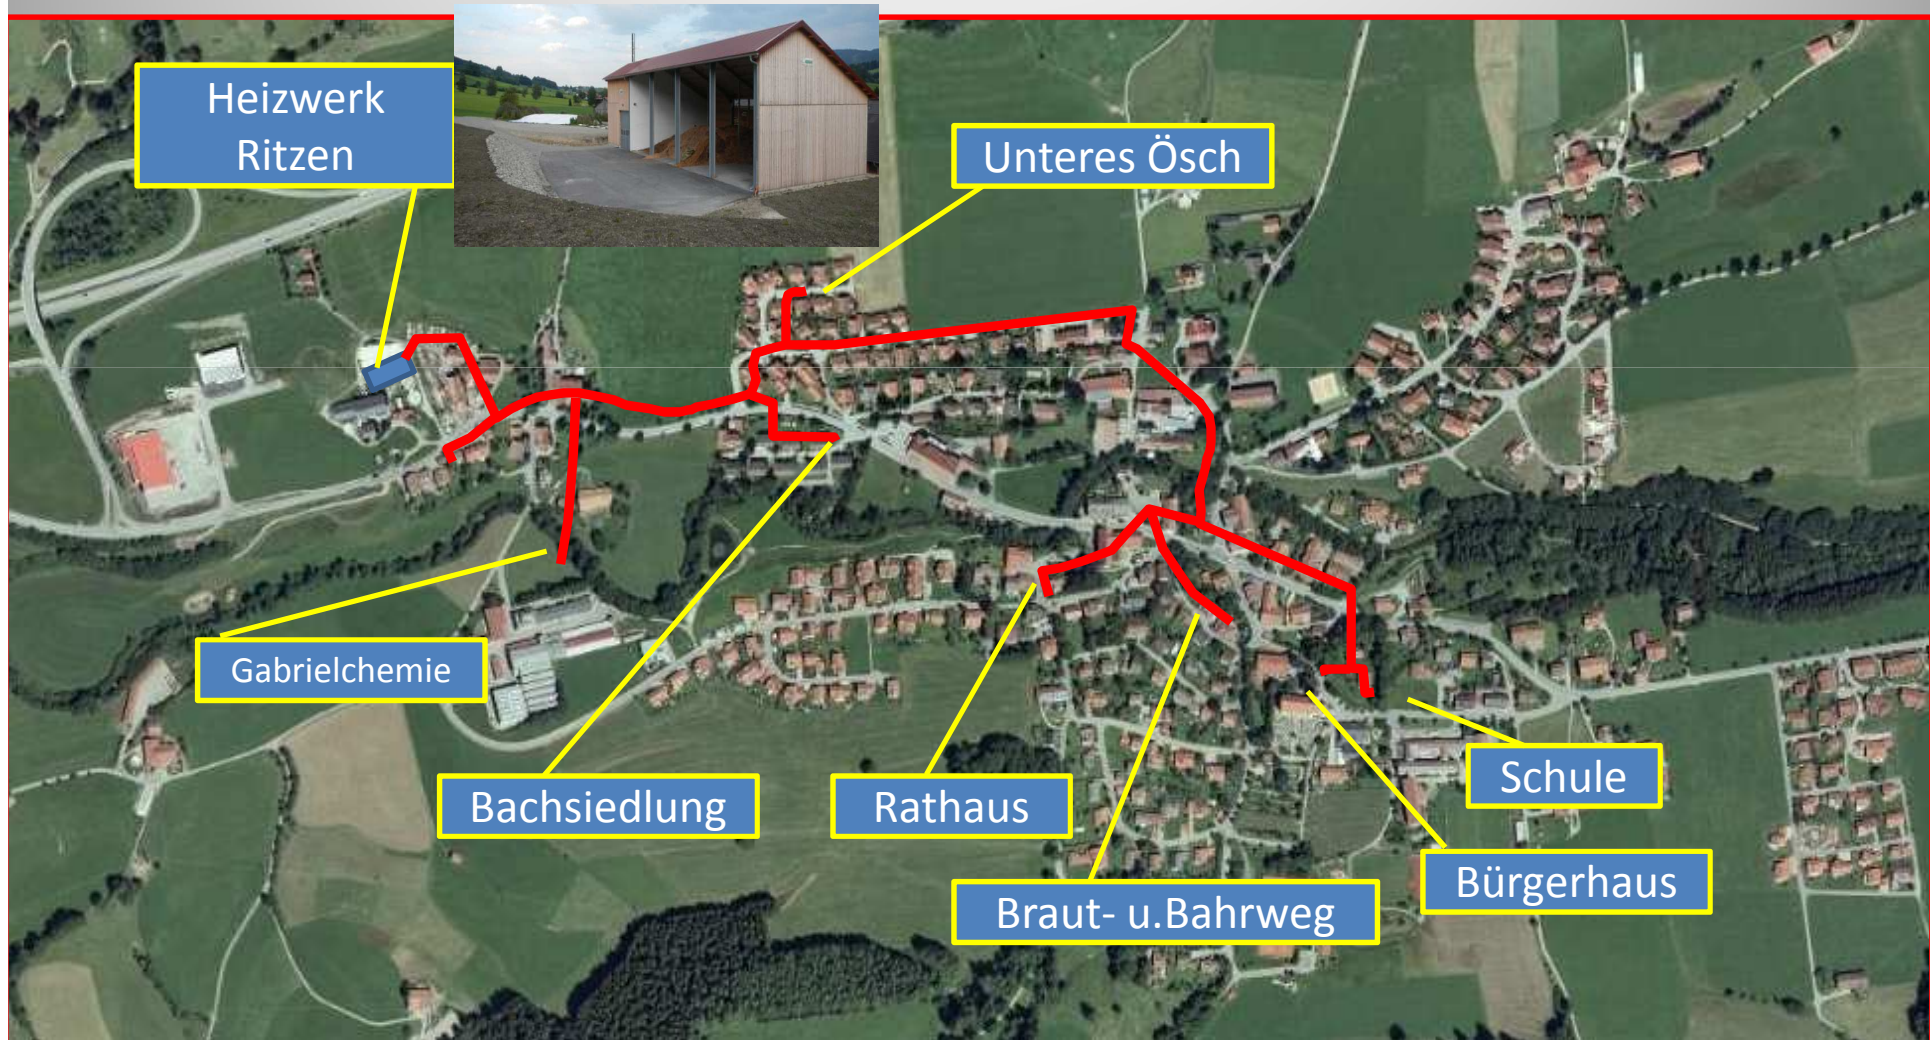 Heizwerk
Ritzen
Unteres Ösch
Gabrielchemie
Bachsiedlung
Rathaus
Schule
Bürgerhaus
Braut- u.Bahrweg